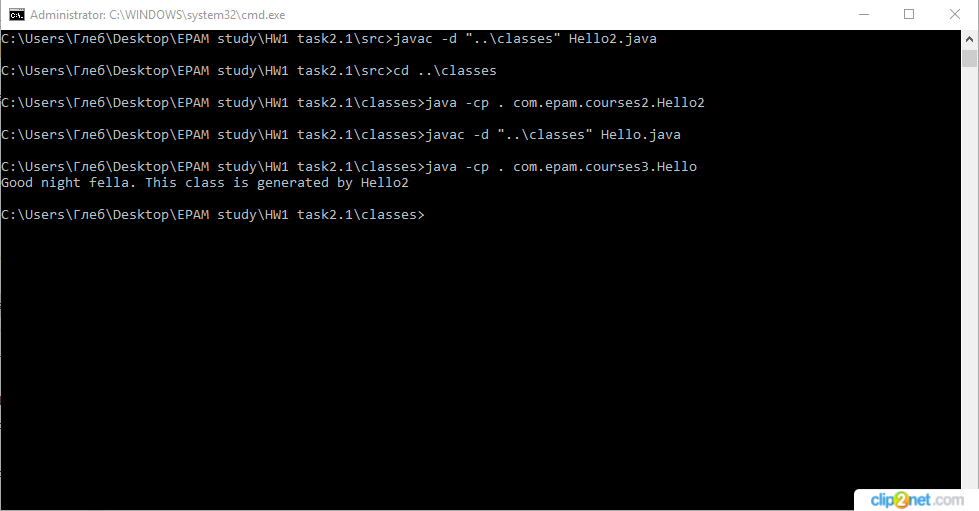 Administrator: C:\WINDOWS\system32\cmd.exe
C:\Users\Глеб\Desktop\EPAM study\HW1 task2.1\src>javac -d "..\classes" Hello2.java
C:\Users\Глеб\Desktop\EPAM study\HW1 task2.1\src>cd ..\classes
C:\Users\Глеб\Desktop\EPAM study\HW1 task2.1\classes>java -cp . com.epam.courses2.Hello2
C:\Users\Глеб\Desktop\EPAM study\HW1 task2.1\classes>javac -d "..\classes" Hello.java
C:\Users\Глеб\Desktop\EPAM study\HW1 task2.1\classes>java -cp . com.epam.courses3.Hello
Good night fella. This class is generated by Hello2
C:\Users\Глеб\Desktop\EPAM study\HW1 task2.1\classes>
clip2net.com